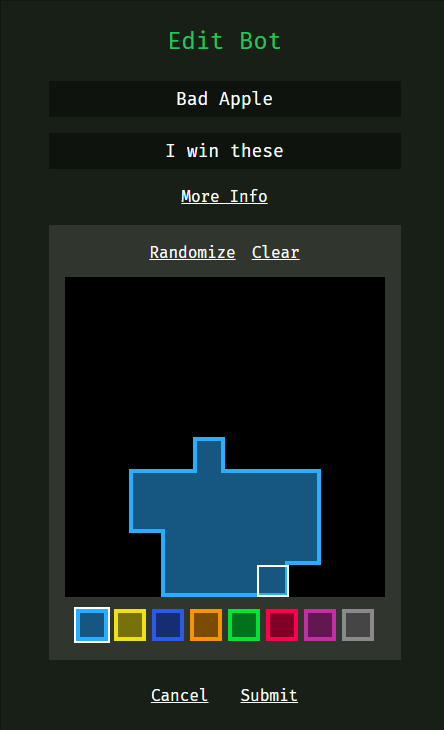 Edit Bot
Bad Apple
I win these
More Info
Randomize Clear
Cancel Submit